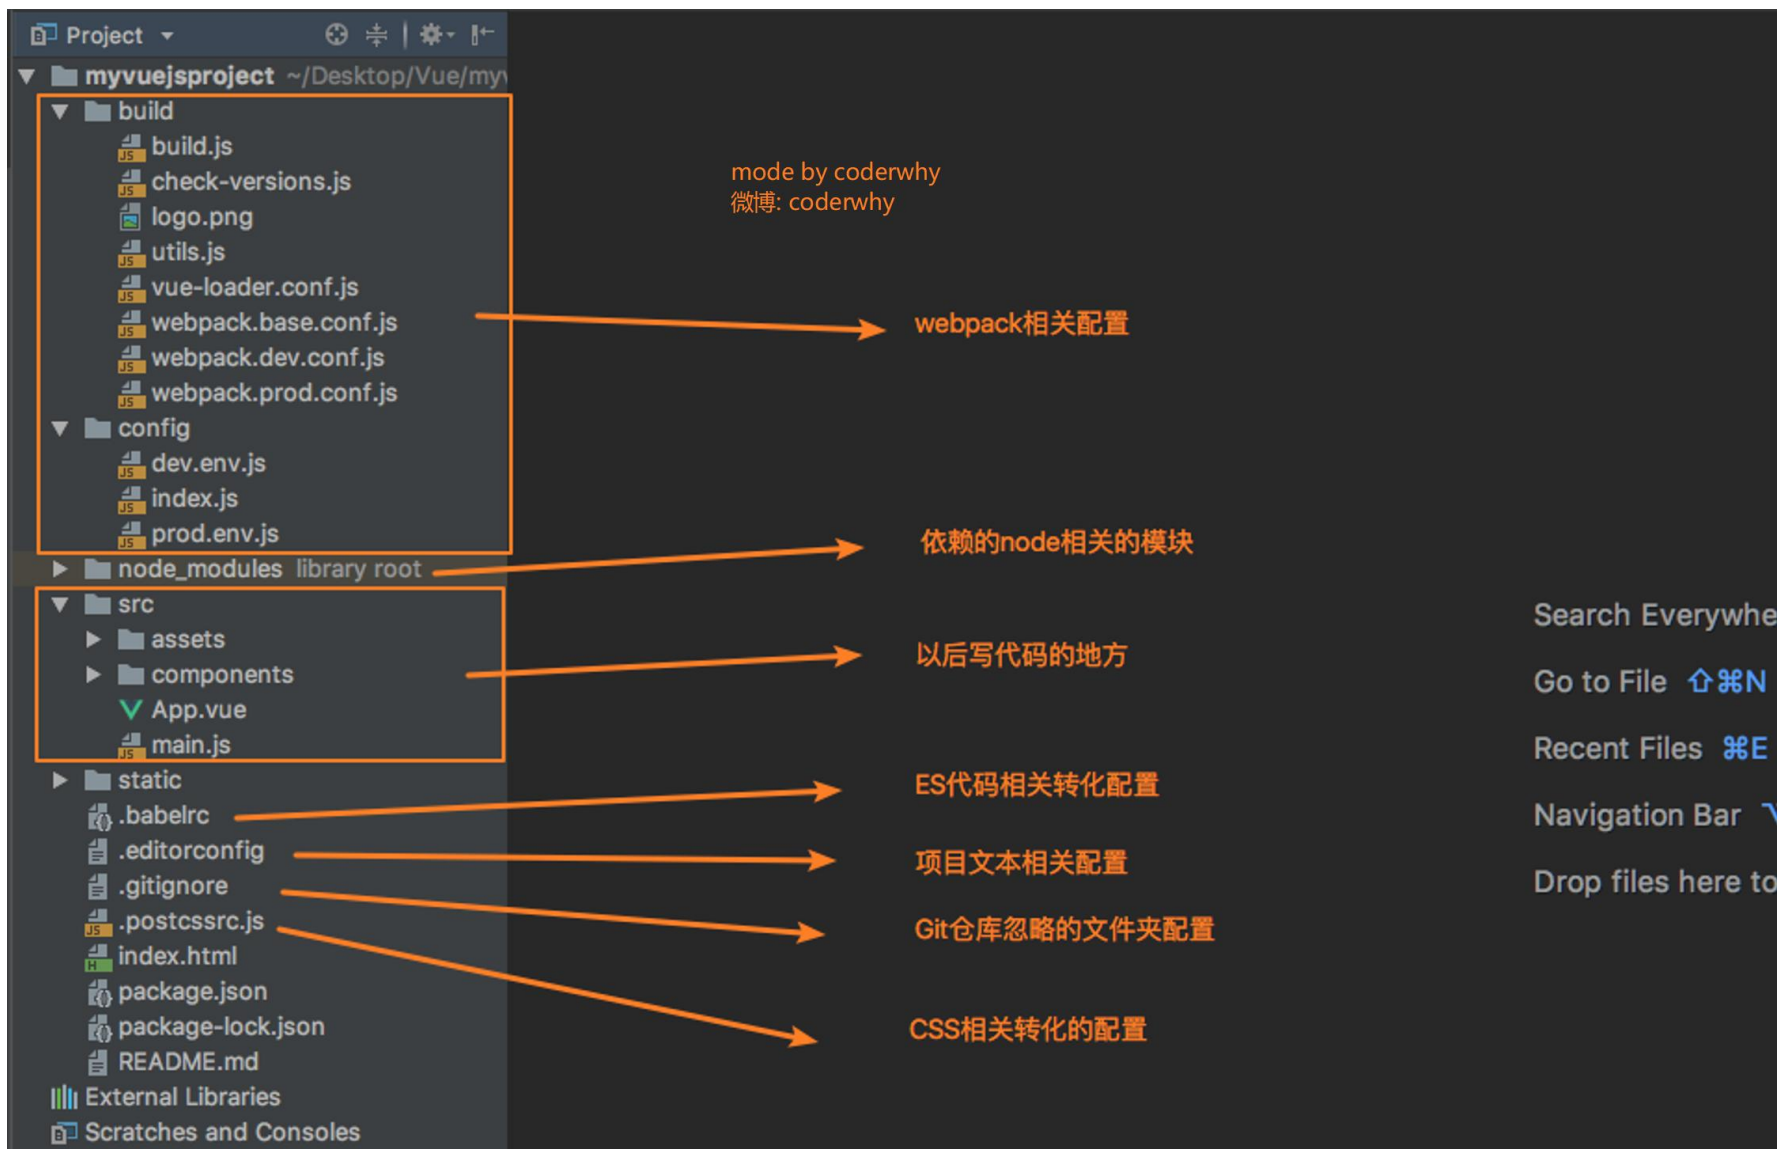 Project
myvuejsproject ~/Desktop/Vue/my
build
build.js
check-versions.js
logo.png
utils.js
vue-loader.conf.js
webpack.base.conf.js
webpack.dev.conf.js
webpack.prod.conf.js
config
dev.env.js
index.js
prod.env.js
node_modules library root
src
assets
components
App.vue
main.js
static
.babelrc
.editorconfig
.gitignore
.postcssrc.js
index.html
package.json
package-lock.json
README.md
External Libraries
Scratches and Consoles
mode by coderwhy
微博: coderwhy
webpack相关配置
依赖的node相关的模块
以后写代码的地方
ES代码相关转化配置
项目文本相关配置
Git仓库忽略的文件夹配置
CSS相关转化的配置
Search Everywhe
Go to File ⇧⌘N
Recent Files ⌘E
Navigation Bar
Drop files here to